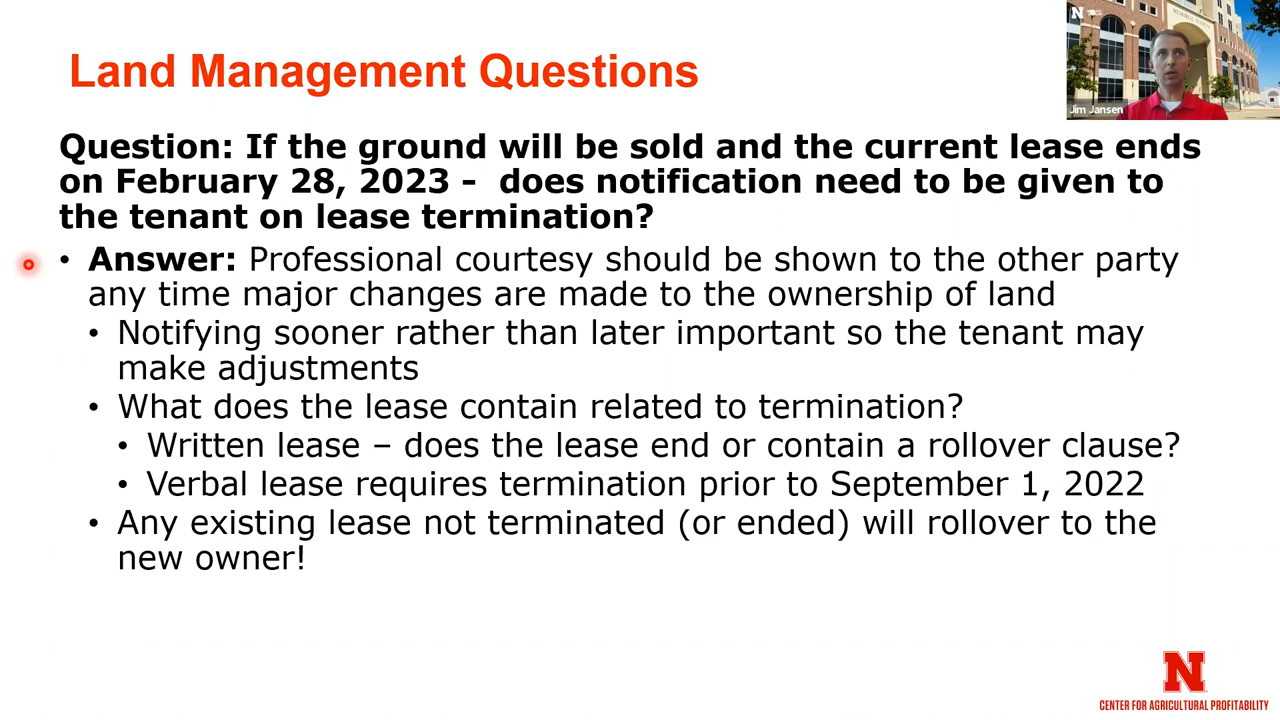 Land Management Questions
N
MEMORIAL STADIUM
Jim Jansen
Question: If the ground will be sold and the current lease ends
on February 28, 2023 -  does notification need to be given to
the tenant on lease termination?
• Answer: Professional courtesy should be shown to the other party
any time major changes are made to the ownership of land
• Notifying sooner rather than later important so the tenant may
make adjustments
• What does the lease contain related to termination?
• Written lease – does the lease end or contain a rollover clause?
• Verbal lease requires termination prior to September 1, 2022
• Any existing lease not terminated (or ended) will rollover to the
new owner!
N
CENTER FOR AGRICULTURAL PROFITABILITY